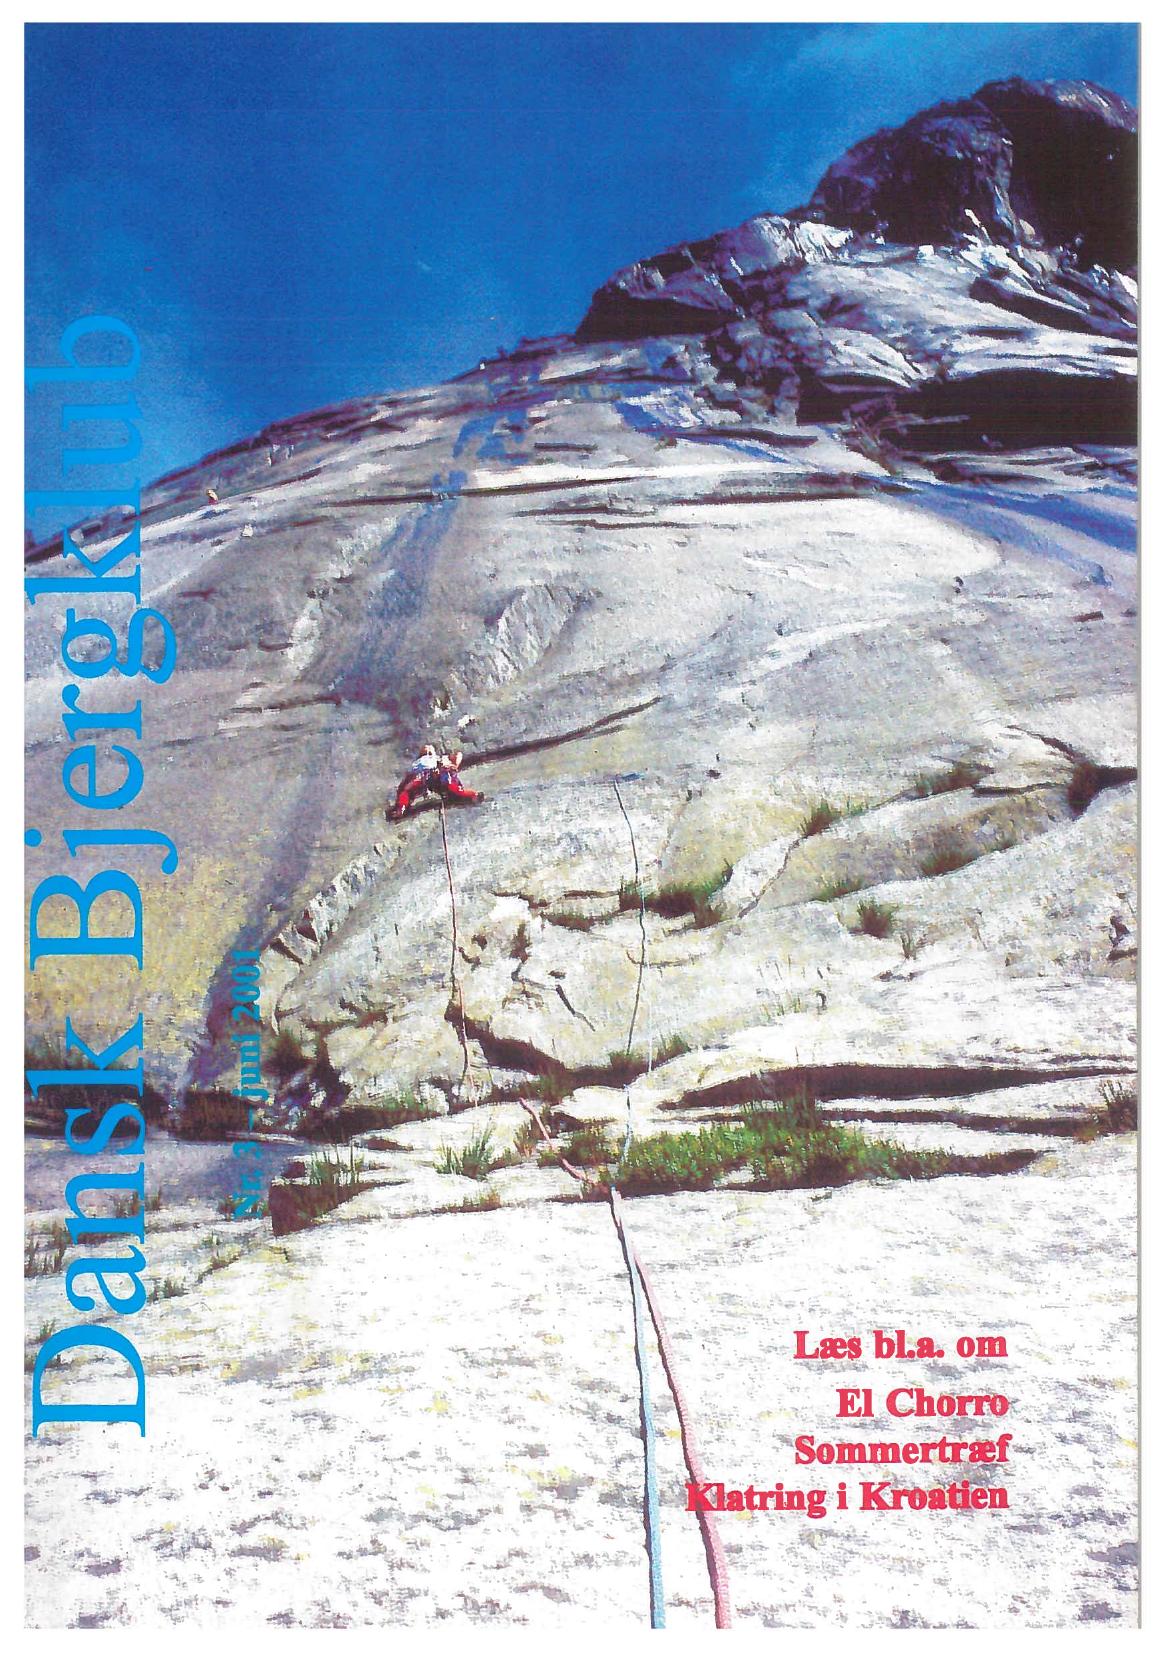 Dansk Bjergklub
Nr. 3 – juni 2001
Læs bl.a. om
El Chorro
Sommertræf
Klatring i Kroatien